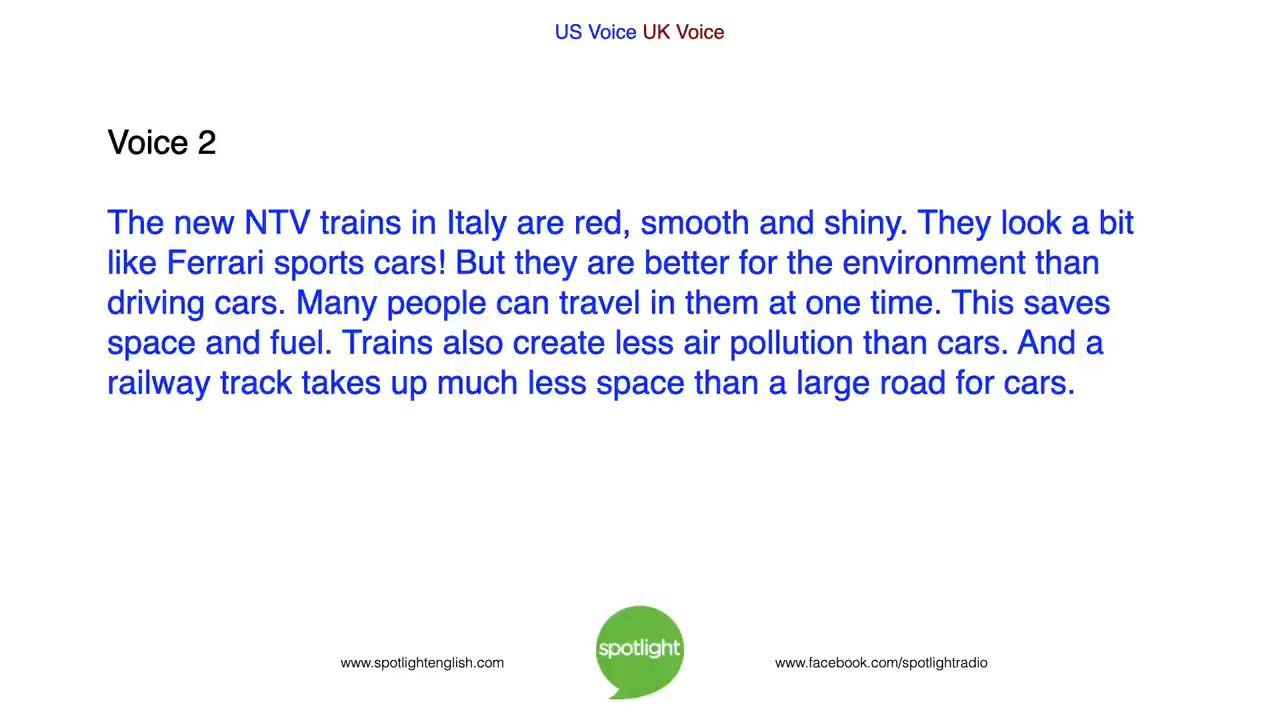 US Voice UK Voice
Voice 2
The new NTV trains in Italy are red, smooth and shiny. They look a bit
like Ferrari sports cars! But they are better for the environment than
driving cars. Many people can travel in them at one time. This saves
space and fuel. Trains also create less air pollution than cars. And a
railway track takes up much less space than a large road for cars.
spotlight
www.spotlightenglish.com
www.facebook.com/spotlightradio